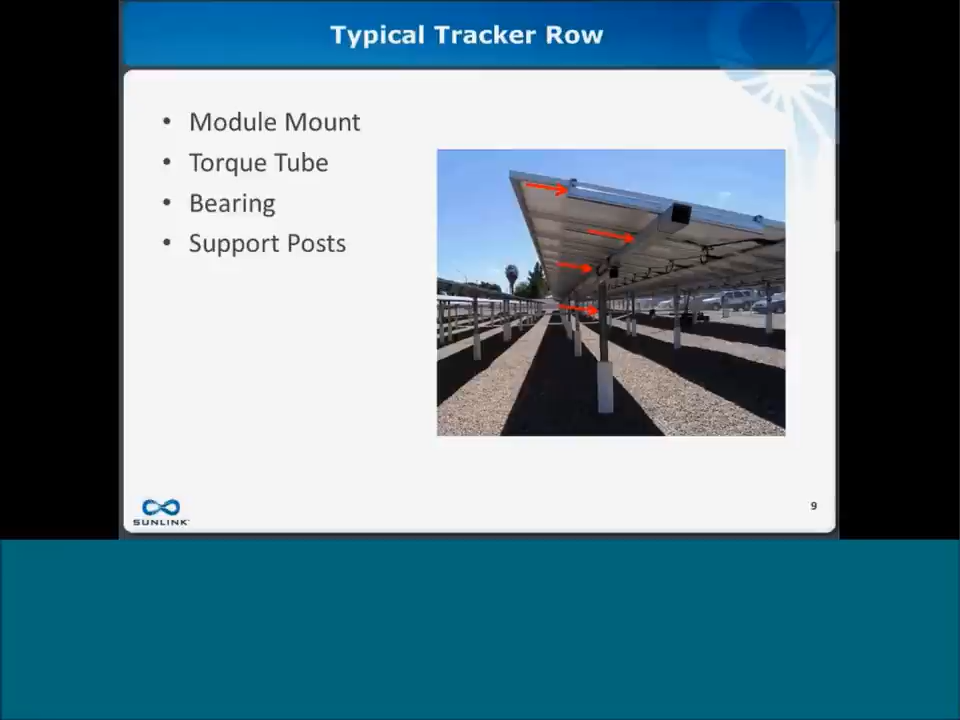 Typical Tracker Row
• Module Mount
• Torque Tube
• Bearing
• Support Posts
SUNLINK
9